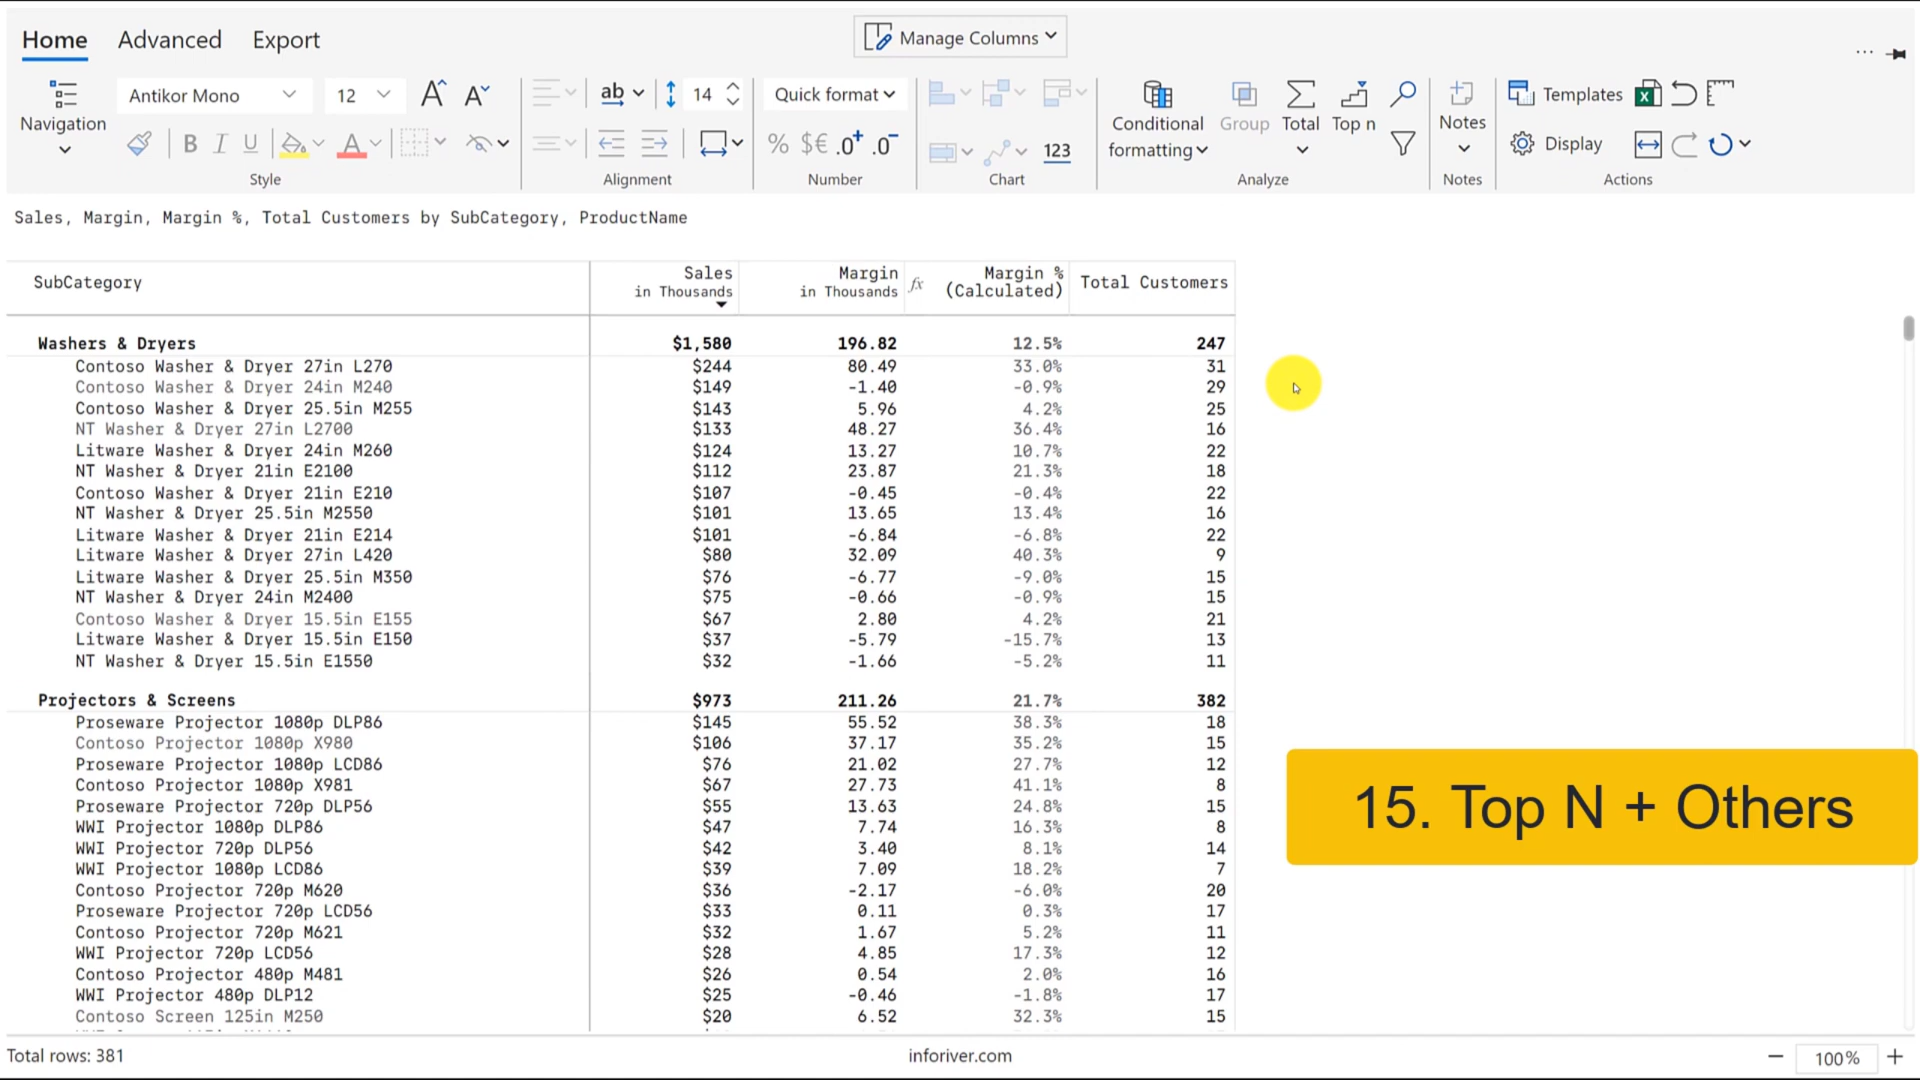 Home Advanced Export Manage Columns
Navigation Antikor Mono 12 A A ab 14 Quick format Conditional formatting Group Total Top n Notes Templates
B I U A % $€ .0+ .0- 123 Display
Style Alignment Number Chart Analyze Notes Actions
Sales, Margin, Margin %, Total Customers by SubCategory, ProductName
SubCategory Sales in Thousands Margin in Thousands fx Margin % (Calculated) Total Customers
Washers & Dryers $1,580 196.82 12.5% 247
Contoso Washer & Dryer 27in L270 $244 80.49 33.0% 31
Contoso Washer & Dryer 24in M240 $149 -1.40 -0.9% 29
Contoso Washer & Dryer 25.5in M255 $143 5.96 4.2% 25
NT Washer & Dryer 27in L2700 $133 48.27 36.4% 16
Litware Washer & Dryer 24in M260 $124 13.27 10.7% 22
NT Washer & Dryer 21in E2100 $112 23.87 21.3% 18
Contoso Washer & Dryer 21in E210 $107 -0.45 -0.4% 22
NT Washer & Dryer 25.5in M2550 $101 13.65 13.4% 16
Litware Washer & Dryer 21in E214 $101 -6.84 -6.8% 22
Litware Washer & Dryer 27in L420 $80 32.09 40.3% 9
Litware Washer & Dryer 25.5in M350 $76 -6.77 -9.0% 15
NT Washer & Dryer 24in M2400 $75 -0.66 -0.9% 15
Contoso Washer & Dryer 15.5in E155 $67 2.80 4.2% 21
Litware Washer & Dryer 15.5in E150 $37 -5.79 -15.7% 13
NT Washer & Dryer 15.5in E1550 $32 -1.66 -5.2% 11
Projectors & Screens $973 211.26 21.7% 382
Proseware Projector 1080p DLP86 $145 55.52 38.3% 18
Contoso Projector 1080p X980 $106 37.17 35.2% 15
Proseware Projector 1080p LCD86 $76 21.02 27.7% 12
Contoso Projector 1080p X981 $67 27.73 41.1% 8
Proseware Projector 720p DLP56 $55 13.63 24.8% 15
WWI Projector 1080p DLP86 $47 7.74 16.3% 8
WWI Projector 720p DLP56 $42 3.40 8.1% 14
WWI Projector 1080p LCD86 $39 7.09 18.2% 7
Contoso Projector 720p M620 $36 -2.17 -6.0% 20
Proseware Projector 720p LCD56 $33 0.11 0.3% 17
Contoso Projector 720p M621 $32 1.67 5.2% 11
WWI Projector 720p LCD56 $28 4.85 17.3% 12
Contoso Projector 480p M481 $26 0.54 2.0% 16
WWI Projector 480p DLP12 $25 -0.46 -1.8% 17
Contoso Screen 125in M250 $20 6.52 32.3% 15
15. Top N + Others
Total rows: 381 inforiver.com 100%